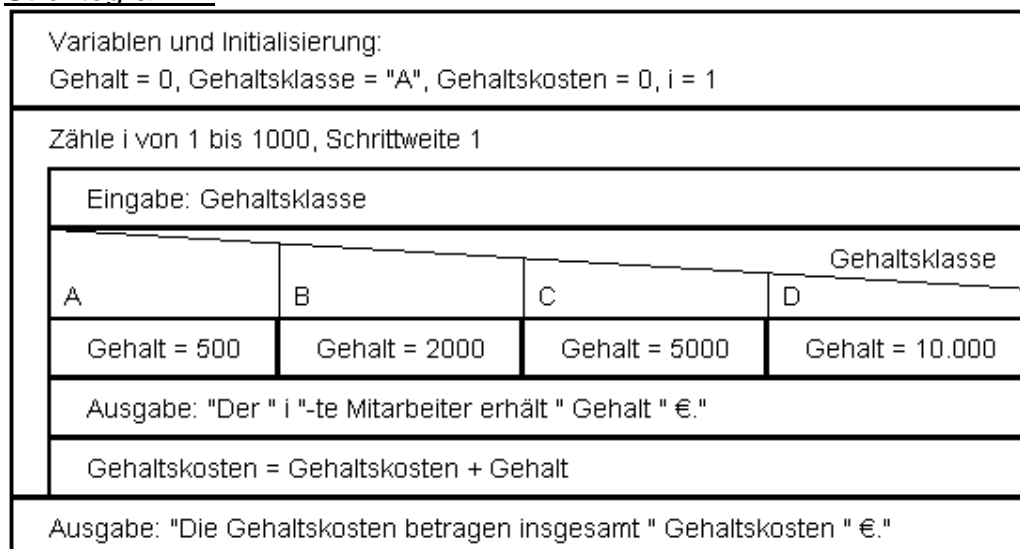 Variablen und Initialisierung:
Gehalt = 0, Gehaltsklasse = "A", Gehaltskosten = 0, i = 1
Zähle i von 1 bis 1000, Schrittweite 1
Eingabe: Gehaltsklasse
Gehaltsklasse
A B C D
Gehalt = 500 Gehalt = 2000 Gehalt = 5000 Gehalt = 10.000
Ausgabe: "Der " i "-te Mitarbeiter erhält " Gehalt " €."
Gehaltskosten = Gehaltskosten + Gehalt
Ausgabe: "Die Gehaltskosten betragen insgesamt " Gehaltskosten " €."